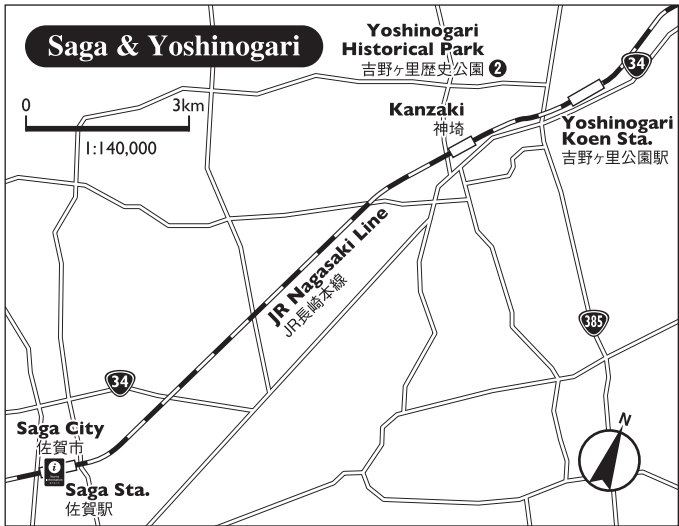 Saga & Yoshinogari
Yoshinogari
Historical Park
吉野ヶ里歴史公園 ❷
34
0 3km
1:140,000
Kanzaki
神埼
Yoshinogari
Koen Sta.
吉野ヶ里公園駅
JR Nagasaki Line
JR長崎本線
385
34
Saga City
佐賀市
i
Saga Sta.
佐賀駅
N